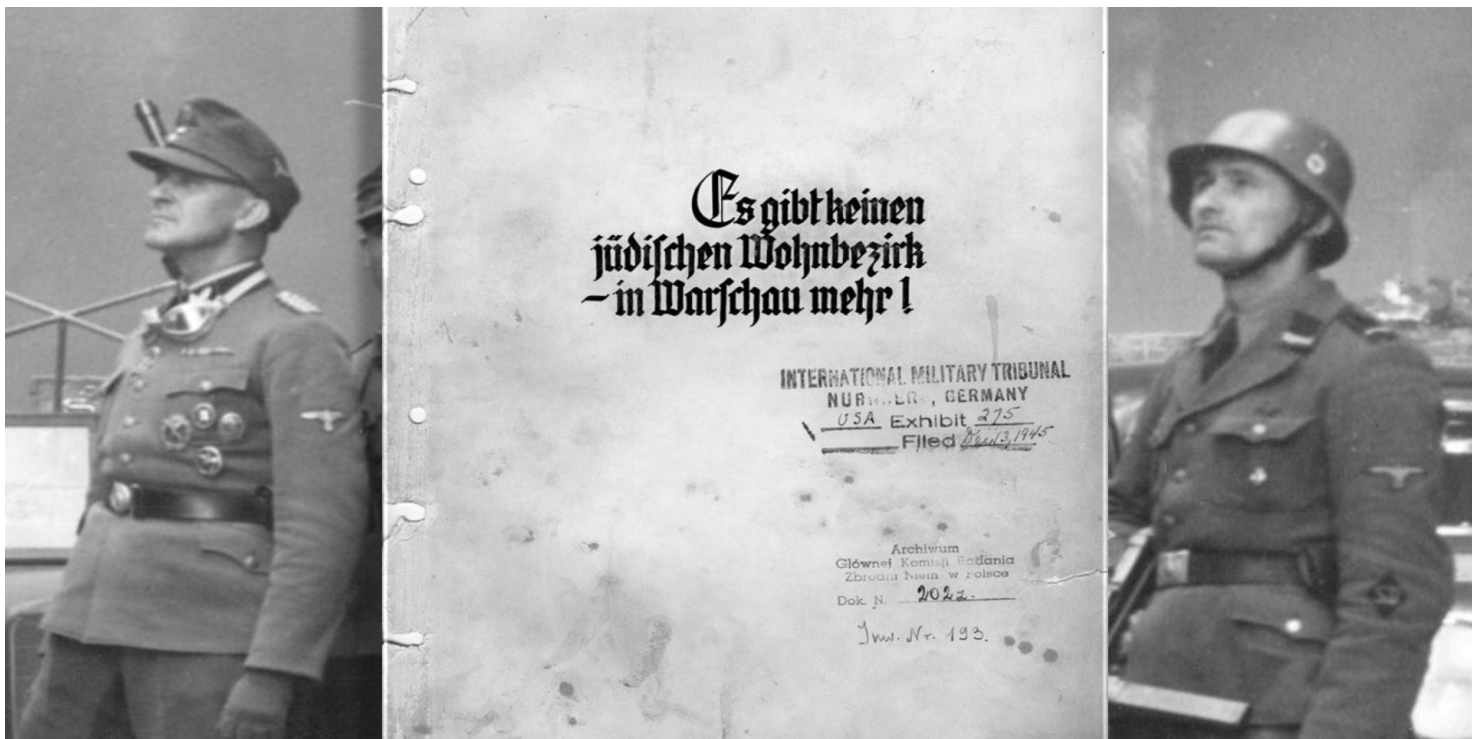 Es gibt keinen
jüdischen Wohnbezirk
– in Warschau mehr!
INTERNATIONAL MILITARY TRIBUNAL
GERMANY
USA Exhibit 275
Filed Dec 13, 1945
Archiwum
Głównej Komisji Badania
Zbrodni Niem. w Polsce
Dok. N.
Inw. Nr. 193.